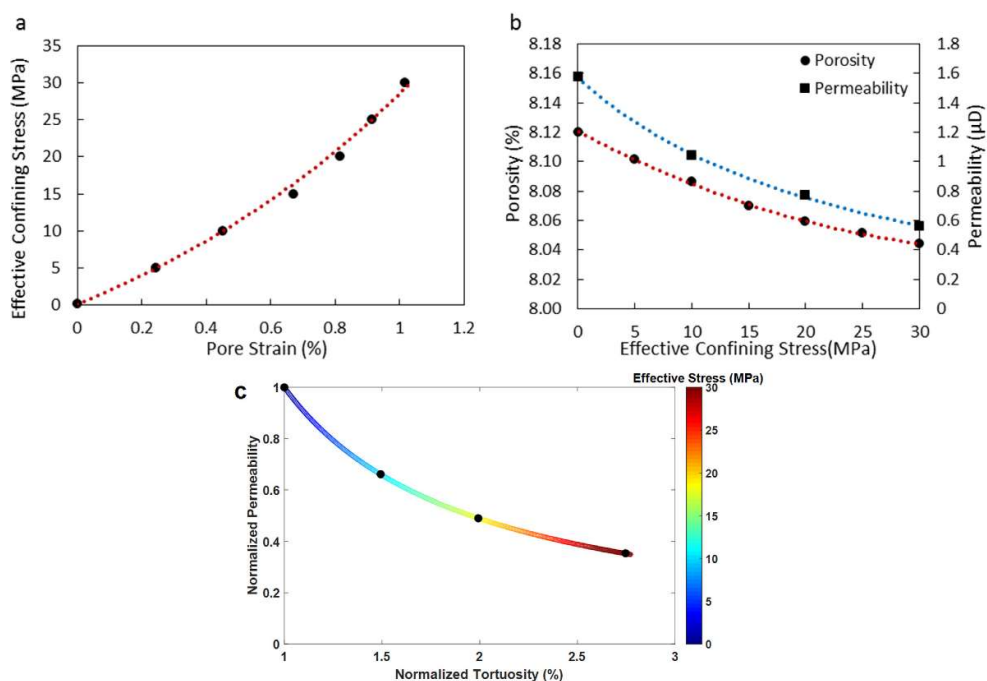 a
35
30
25
20
15
10
5
0
Effective Confining Stress (MPa)
0 0.2 0.4 0.6 0.8 1 1.2
Pore Strain (%)
b
8.18
8.16
8.14
8.12
8.10
8.08
8.06
8.04
8.02
8.00
Porosity (%)
Porosity
Permeability
1.8
1.6
1.4
1.2
1
0.8
0.6
0.4
0.2
0
Permeability (µD)
0 5 10 15 20 25 30
Effective Confining Stress(MPa)
c
1
0.8
0.6
0.4
0.2
0
Normalized Permeability
1 1.5 2 2.5 3
Normalized Tortuosity (%)
Effective Stress (MPa)
30
25
20
15
10
5
0